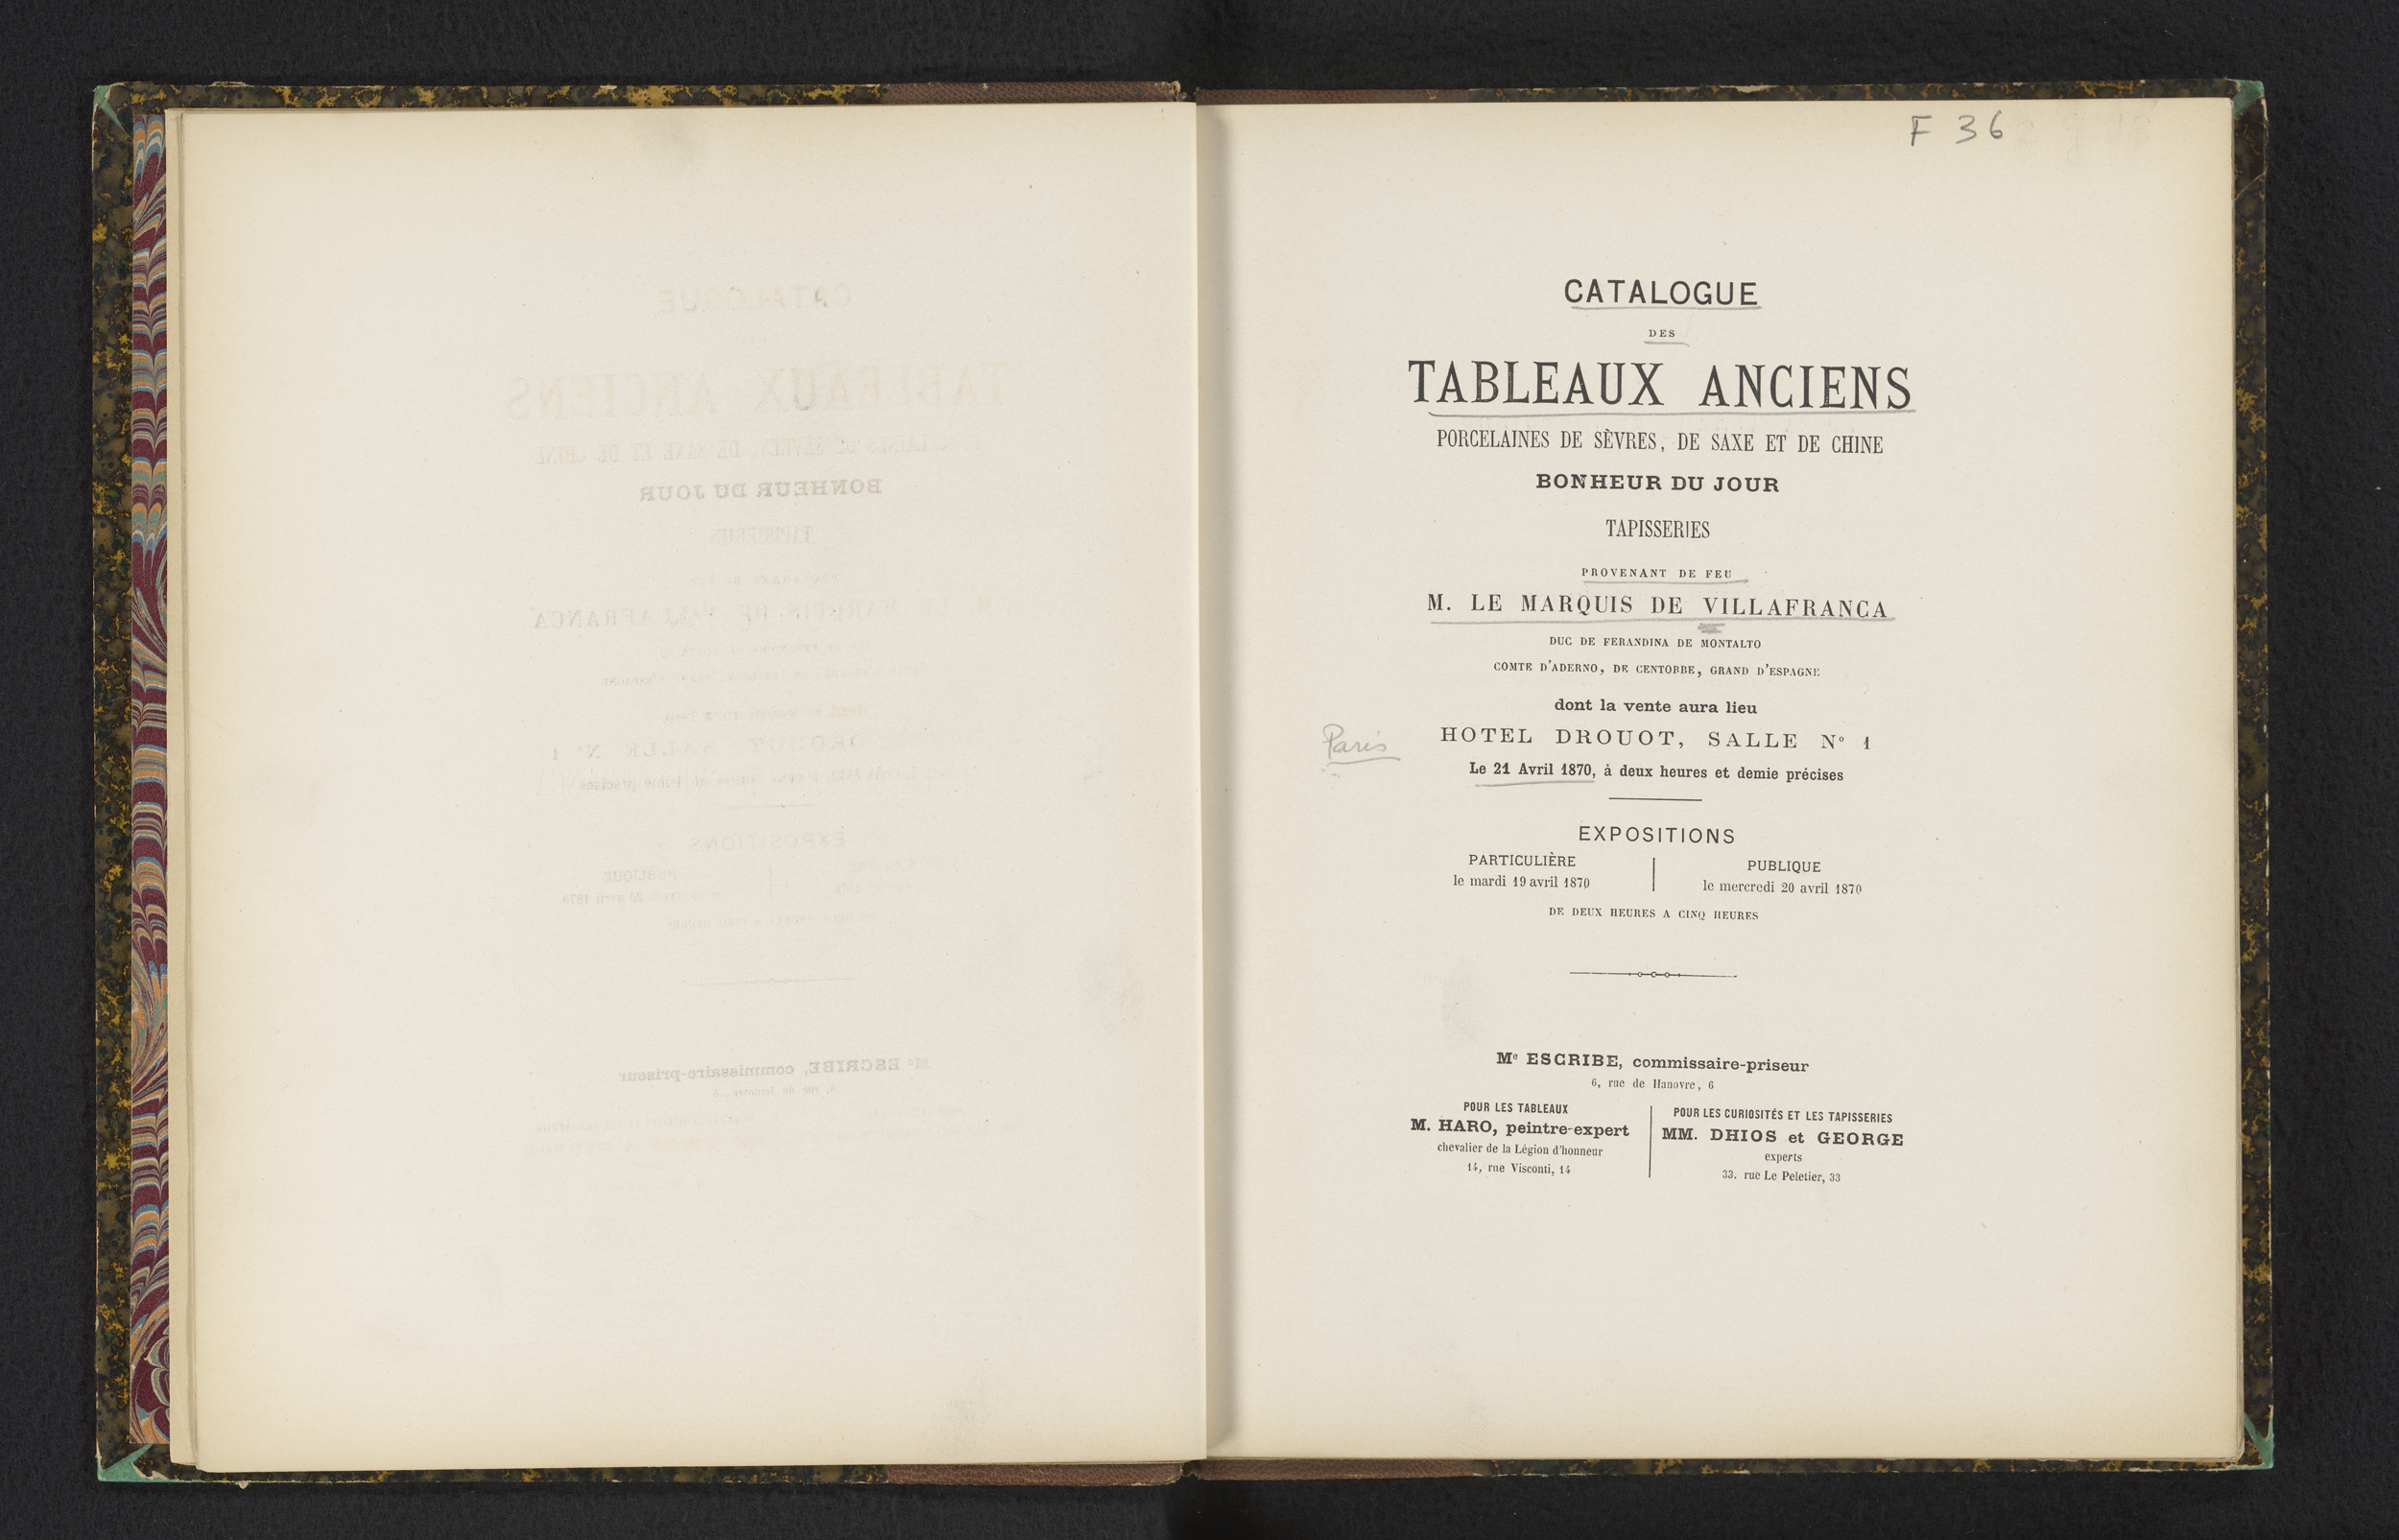 F 36
CATALOGUE
DES
TABLEAUX ANCIENS
PORCELAINES DE SÈVRES, DE SAXE ET DE CHINE
BONHEUR DU JOUR
TAPISSERIES
PROVENANT DE FEU
M. LE MARQUIS DE VILLAFRANCA
DUC DE FERANDINA DE MONTALTO
COMTE D'ADERNO, DE CENTORBE, GRAND D'ESPAGNE
dont la vente aura lieu
Paris HOTEL DROUOT, SALLE Nº 1
Le 21 Avril 1870, à deux heures et demie précises
EXPOSITIONS
PARTICULIÈRE
le mardi 19 avril 1870
PUBLIQUE
le mercredi 20 avril 1870
DE DEUX HEURES A CINQ HEURES
Mᵉ ESCRIBE, commissaire-priseur
6, rue de Hanovre, 6
POUR LES TABLEAUX
M. HARO, peintre-expert
chevalier de la Légion d'honneur
14, rue Visconti, 14
POUR LES CURIOSITÉS ET LES TAPISSERIES
MM. DHIOS et GEORGE
experts
33, rue Le Peletier, 33